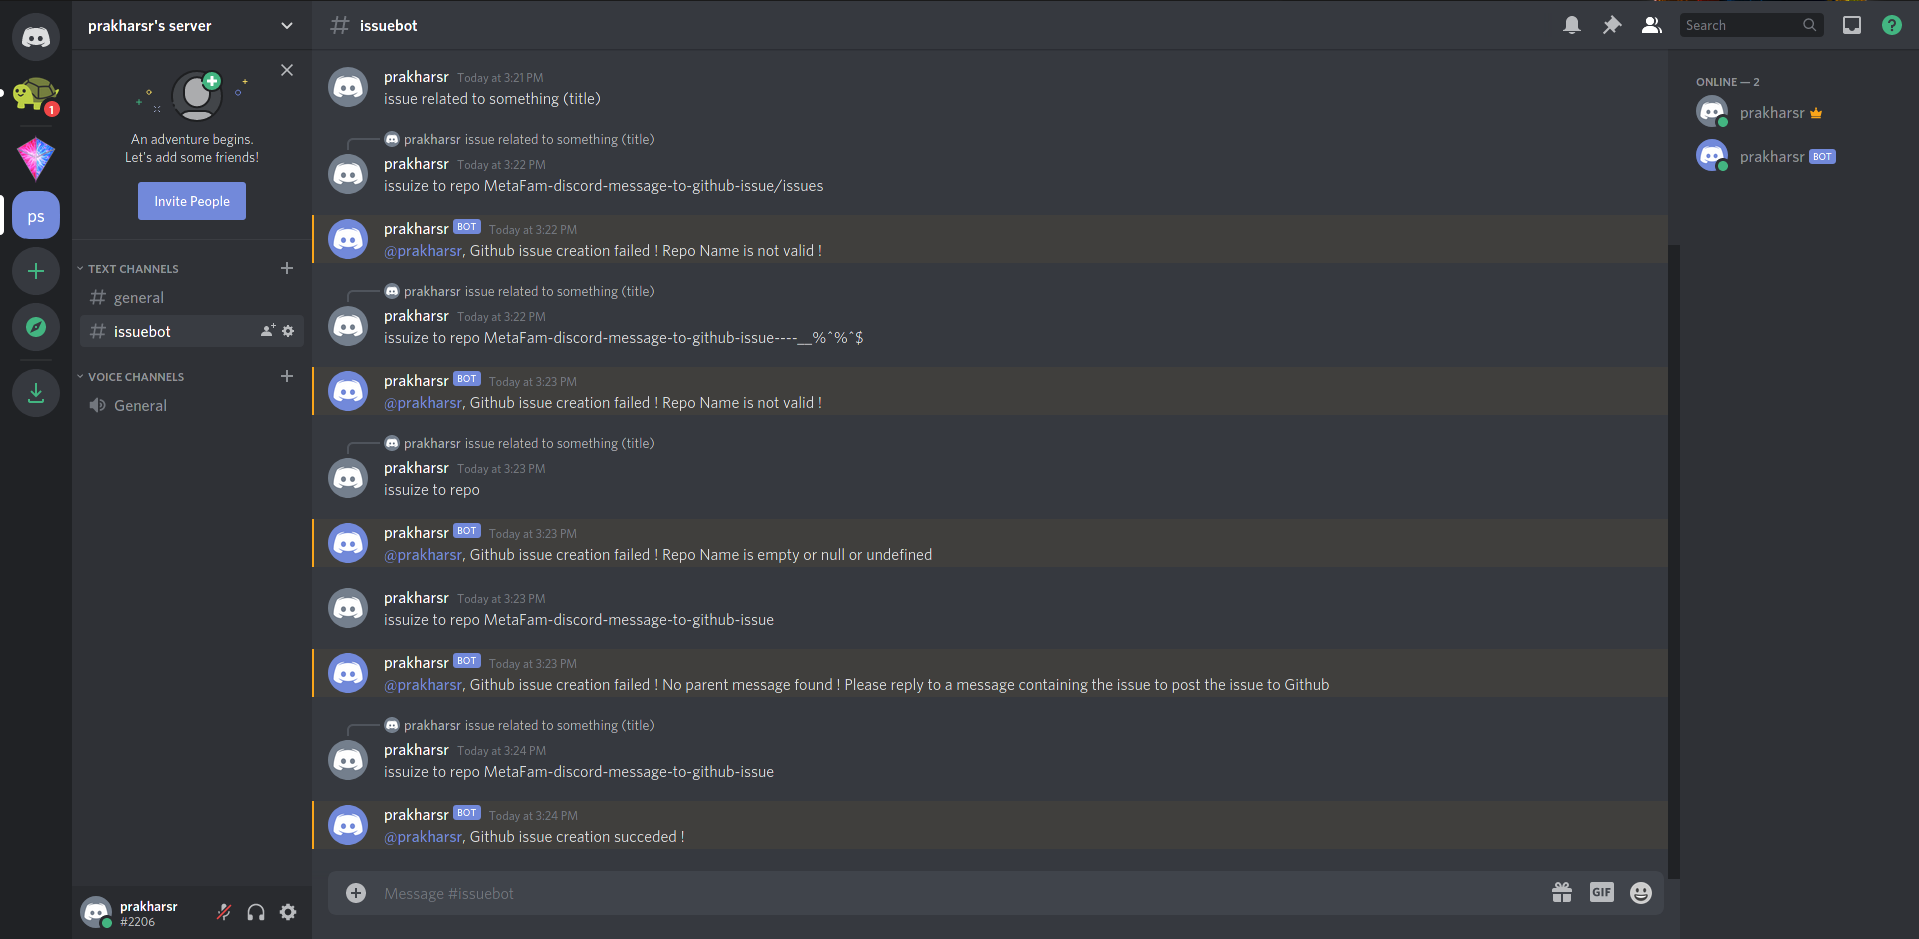 prakharsr's server
issuebot
Search
?
1
ps
An adventure begins.
Let's add some friends!
Invite People
TEXT CHANNELS
general
issuebot
VOICE CHANNELS
General
prakharsr
#2206
prakharsr Today at 3:21 PM
issue related to something (title)
prakharsr issue related to something (title)
prakharsr Today at 3:22 PM
issuize to repo MetaFam-discord-message-to-github-issue/issues
prakharsr BOT Today at 3:22 PM
@prakharsr, Github issue creation failed ! Repo Name is not valid !
prakharsr issue related to something (title)
prakharsr Today at 3:22 PM
issuize to repo MetaFam-discord-message-to-github-issue----__%^%^$
prakharsr BOT Today at 3:23 PM
@prakharsr, Github issue creation failed ! Repo Name is not valid !
prakharsr issue related to something (title)
prakharsr Today at 3:23 PM
issuize to repo
prakharsr BOT Today at 3:23 PM
@prakharsr, Github issue creation failed ! Repo Name is empty or null or undefined
prakharsr Today at 3:23 PM
issuize to repo MetaFam-discord-message-to-github-issue
prakharsr BOT Today at 3:23 PM
@prakharsr, Github issue creation failed ! No parent message found ! Please reply to a message containing the issue to post the issue to Github
prakharsr issue related to something (title)
prakharsr Today at 3:24 PM
issuize to repo MetaFam-discord-message-to-github-issue
prakharsr BOT Today at 3:24 PM
@prakharsr, Github issue creation succeded !
Message #issuebot
GIF
ONLINE — 2
prakharsr
prakharsr BOT